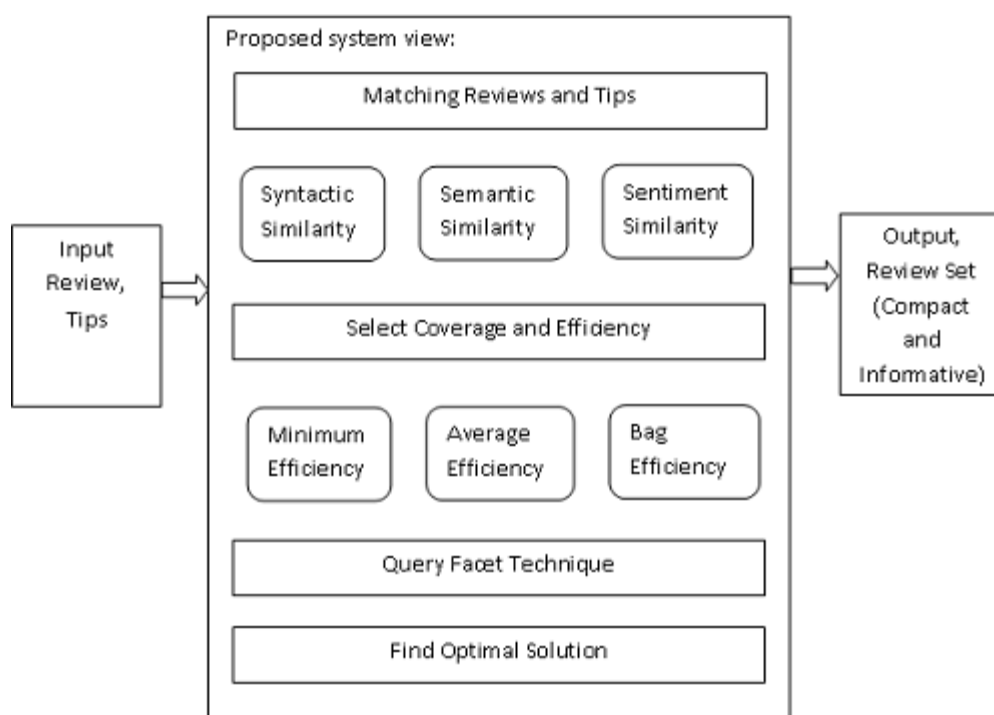 Proposed system view:
Matching Reviews and Tips
Syntactic
Similarity
Semantic
Similarity
Sentiment
Similarity
Input
Review,
Tips
Output,
Review Set
(Compact
and
Informative)
Select Coverage and Efficiency
Minimum
Efficiency
Average
Efficiency
Bag
Efficiency
Query Facet Technique
Find Optimal Solution